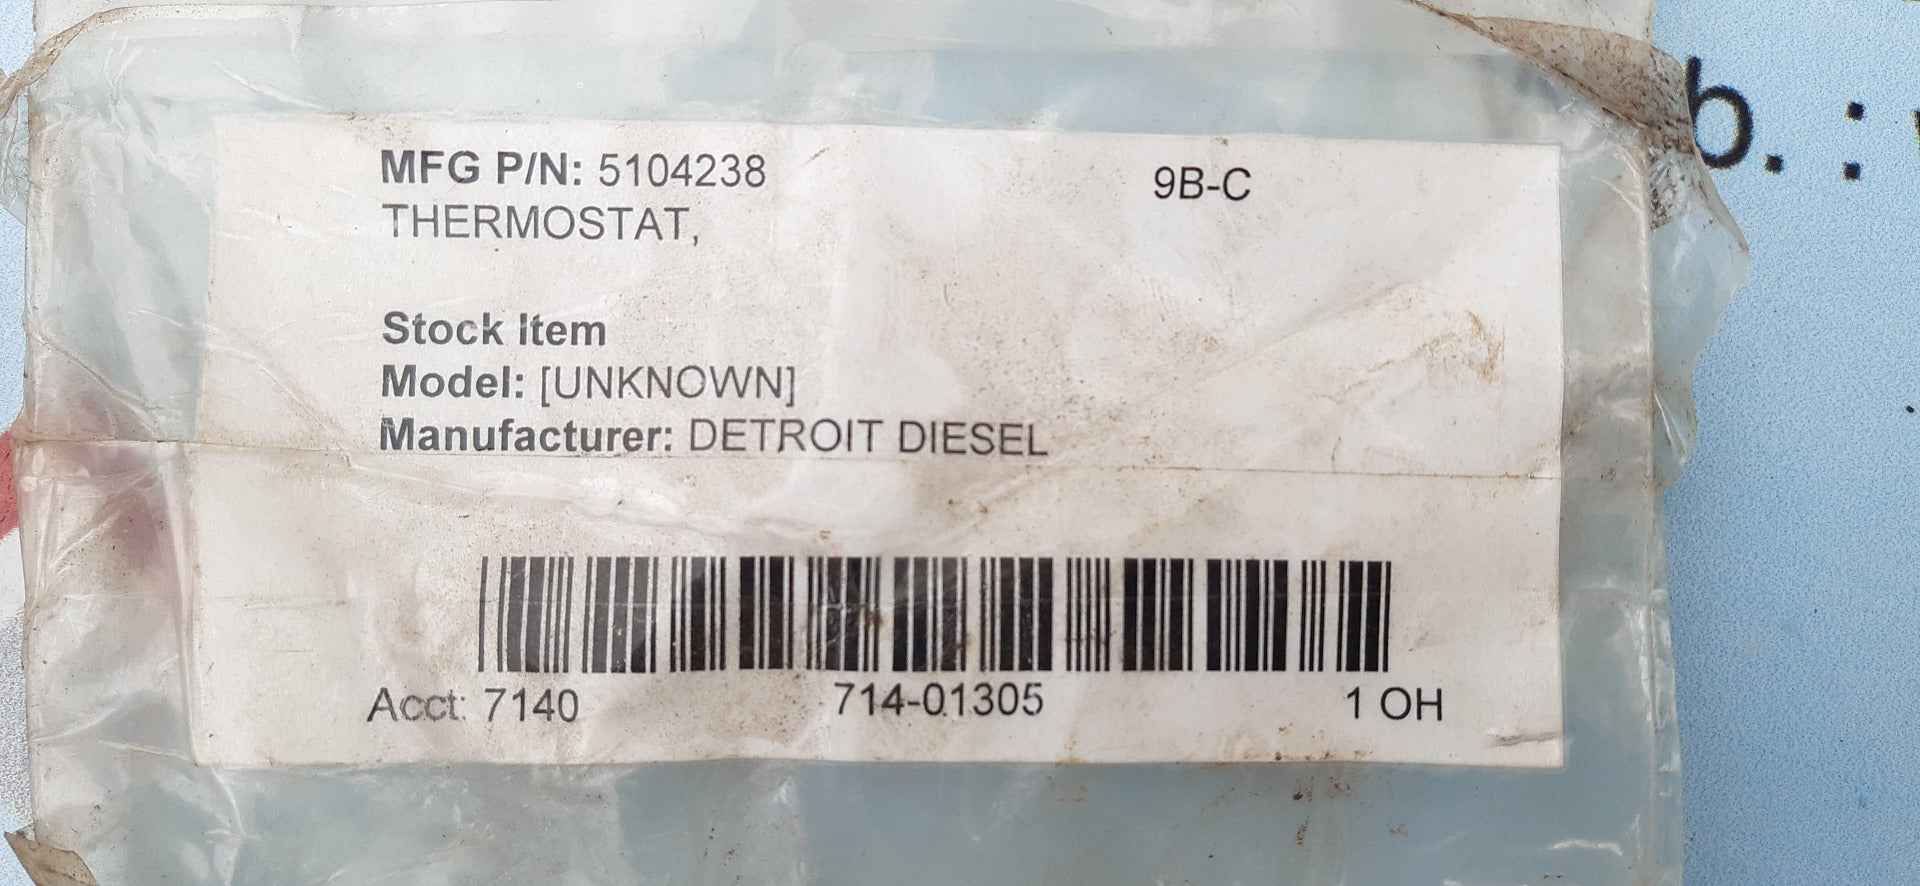 MFG P/N: 5104238
9B-C
THERMOSTAT,
Stock Item
Model: [UNKNOWN]
Manufacturer: DETROIT DIESEL
Acct: 7140
714-01305
1 OH
b. :